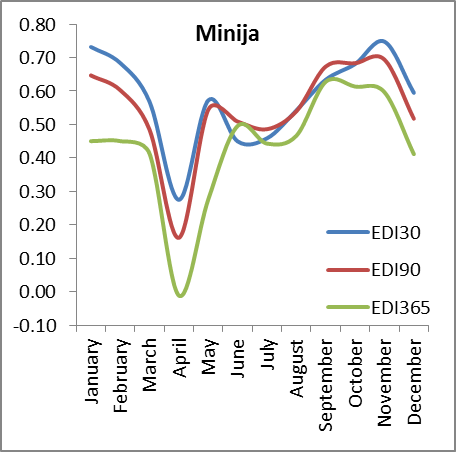 Minija
0.80
0.70
0.60
0.50
0.40
0.30
0.20
0.10
0.00
-0.10
EDI30
EDI90
EDI365
January
February
March
April
May
June
July
August
September
October
November
December